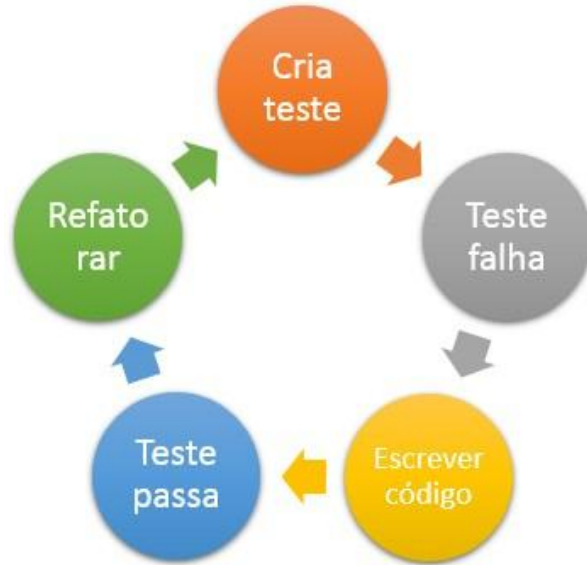 Cria
teste
Teste
falha
Escrever
código
Teste
passa
Refato
rar